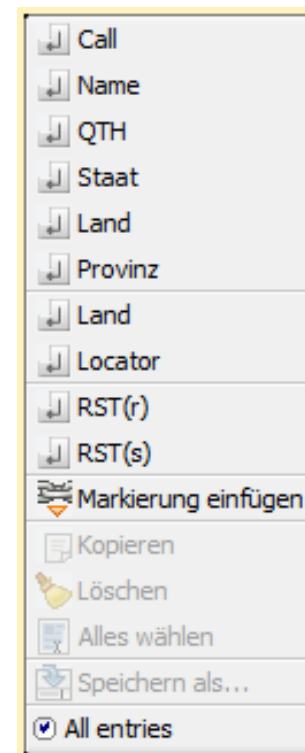 Call
Name
QTH
Staat
Land
Provinz
Land
Locator
RST(r)
RST(s)
Markierung einfügen
Kopieren
Löschen
Alles wählen
Speichern als...
All entries